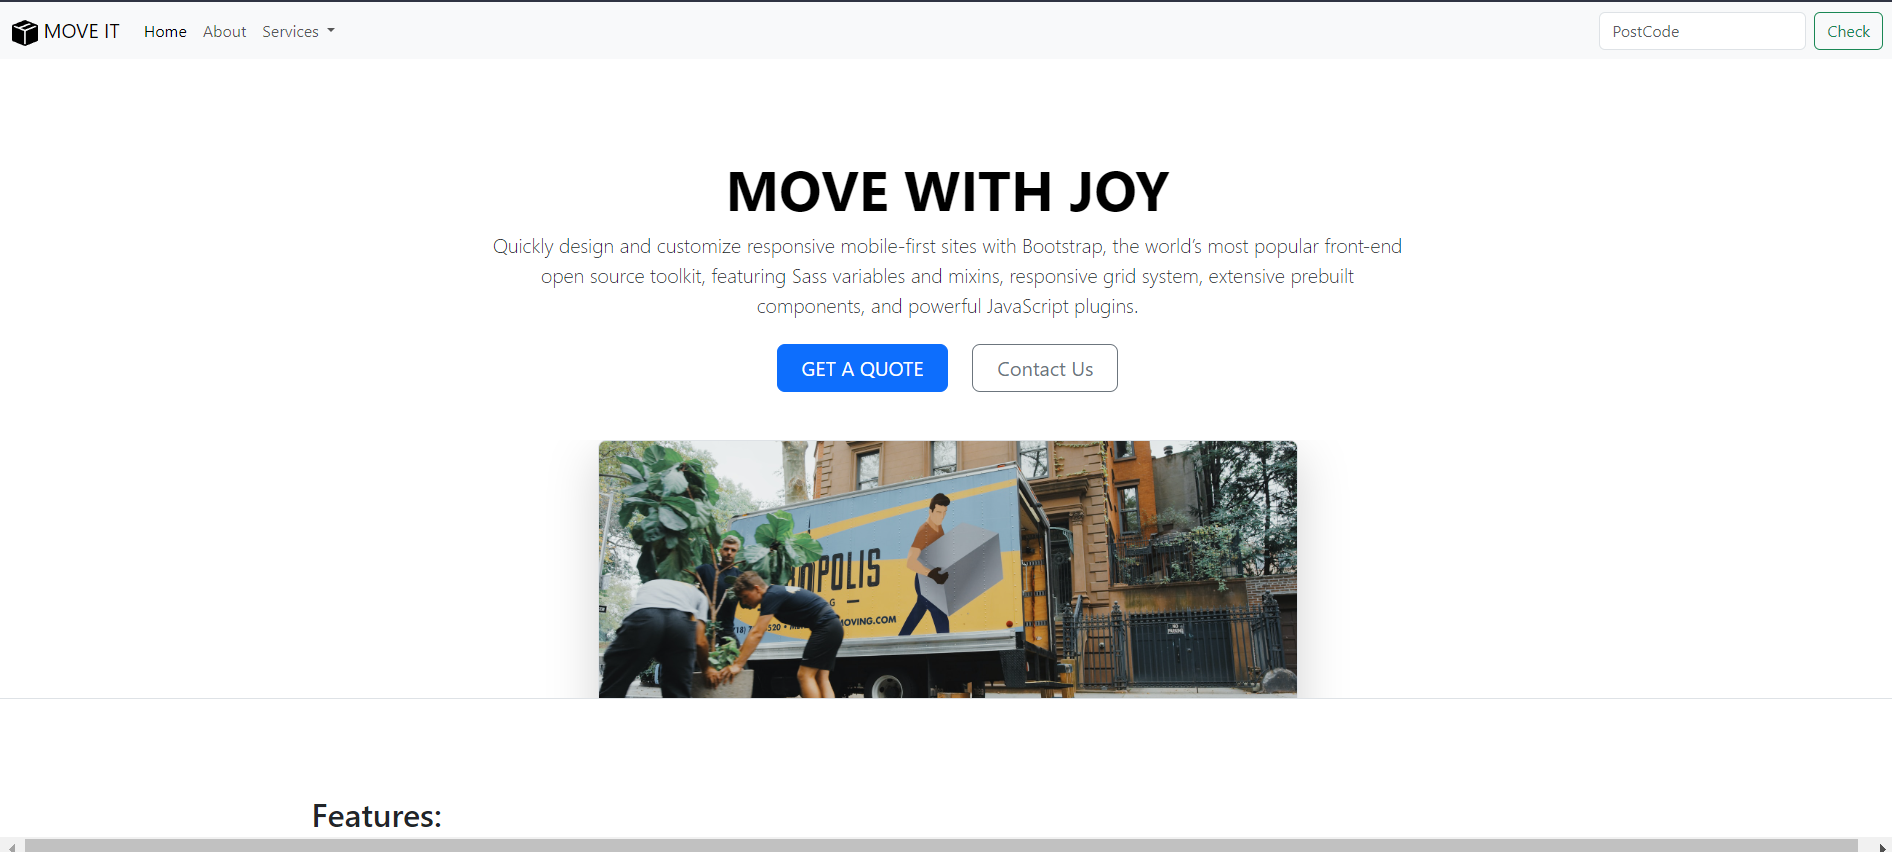 MOVE IT
Home
About
Services
PostCode
Check
MOVE WITH JOY
Quickly design and customize responsive mobile-first sites with Bootstrap, the world's most popular front-end
open source toolkit, featuring Sass variables and mixins, responsive grid system, extensive prebuilt
components, and powerful JavaScript plugins.
GET A QUOTE
Contact Us
POLIS
G
MOVING.COM
NO
PARKING
Features: